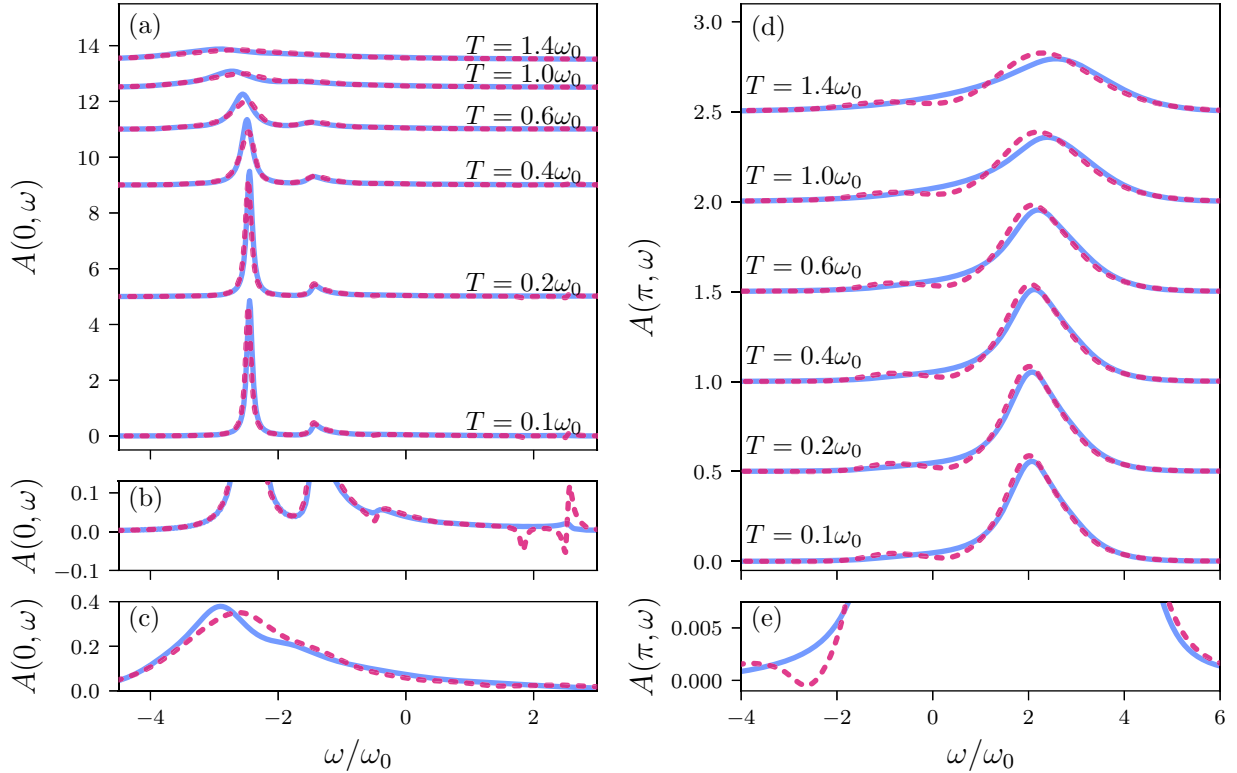 (a)
14
12
10
8
6
4
2
0
A(0, ω)
T = 1.4ω₀
T = 1.0ω₀
T = 0.6ω₀
T = 0.4ω₀
T = 0.2ω₀
T = 0.1ω₀
(b)
0.1
0.0
−0.1
A(0, ω)
(c)
0.4
0.2
0.0
A(0, ω)
−4 −2 0 2
ω/ω₀
(d)
3.0
2.5
2.0
1.5
1.0
0.5
0.0
A(π, ω)
T = 1.4ω₀
T = 1.0ω₀
T = 0.6ω₀
T = 0.4ω₀
T = 0.2ω₀
T = 0.1ω₀
(e)
0.005
0.000
A(π, ω)
−4 −2 0 2 4 6
ω/ω₀